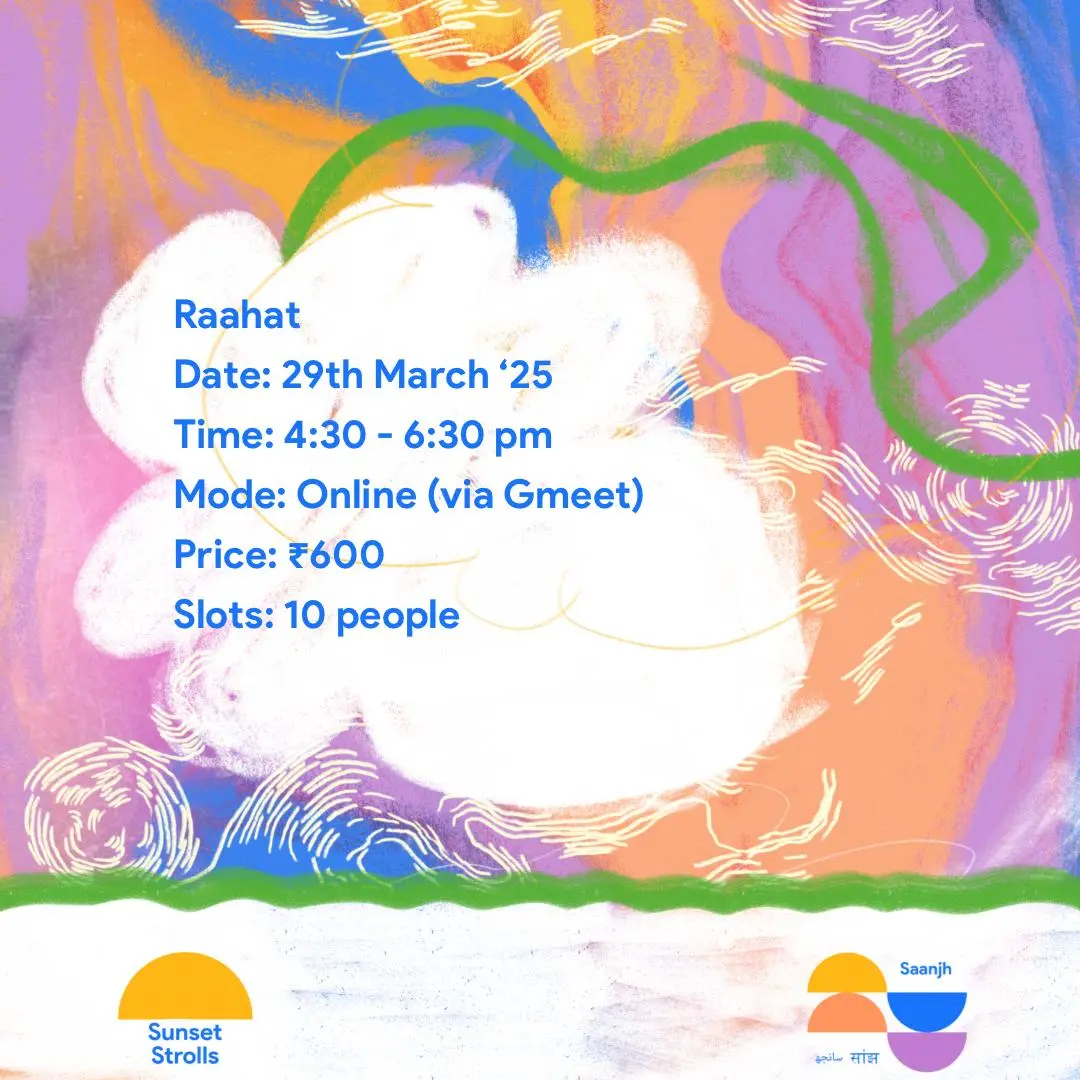 Raahat
Date: 29th March ‘25
Time: 4:30 - 6:30 pm
Mode: Online (via Gmeet)
Price: ₹600
Slots: 10 people
Sunset
Strolls
Saanjh
سانجھ सांझ